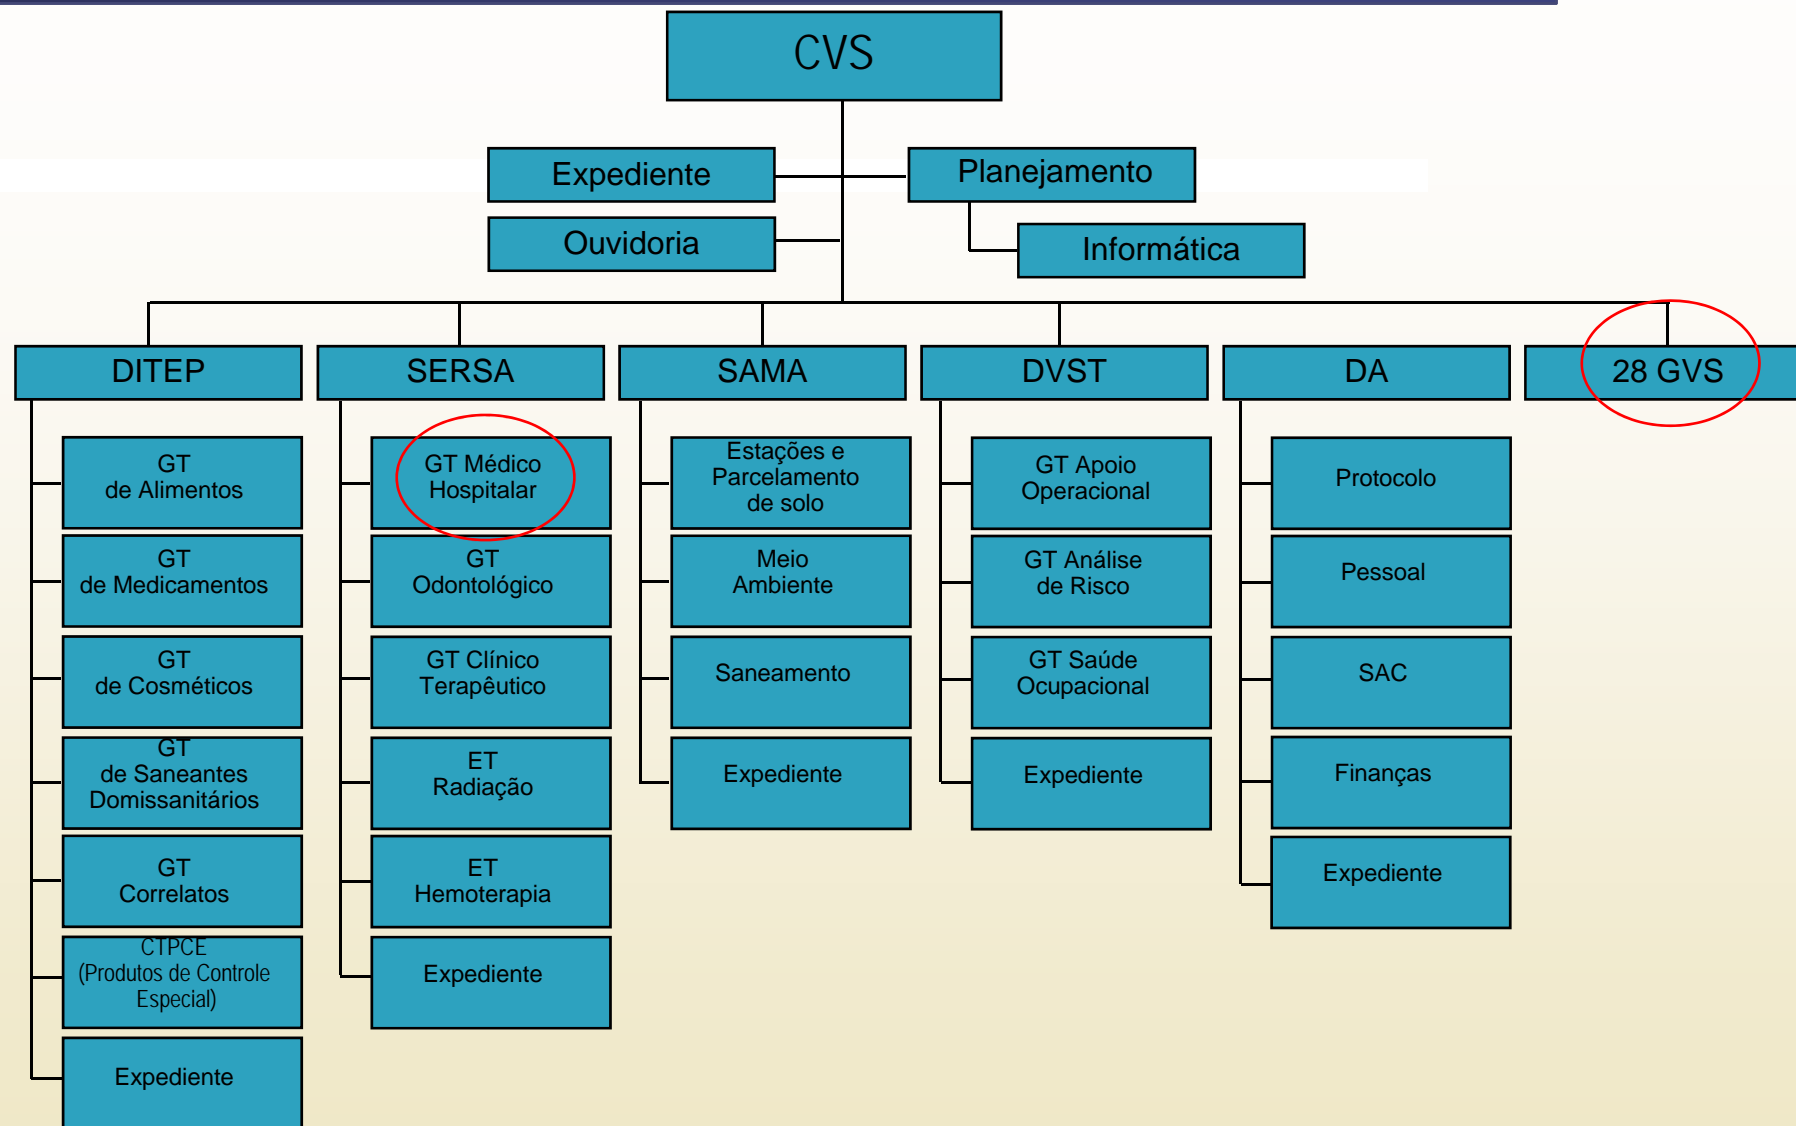 CVS
Expediente
Planejamento
Ouvidoria
Informática
DITEP
SERSA
SAMA
DVST
DA
28 GVS
GT
de Alimentos
GT
de Medicamentos
GT
de Cosméticos
GT
de Saneantes
Domissanitários
GT
Correlatos
CTPCE
(Produtos de Controle
Especial)
Expediente
GT Médico
Hospitalar
GT
Odontológico
GT Clínico
Terapêutico
ET
Radiação
ET
Hemoterapia
Expediente
Estações e
Parcelamento
de solo
Meio
Ambiente
Saneamento
Expediente
GT Apoio
Operacional
GT Análise
de Risco
GT Saúde
Ocupacional
Expediente
Protocolo
Pessoal
SAC
Finanças
Expediente